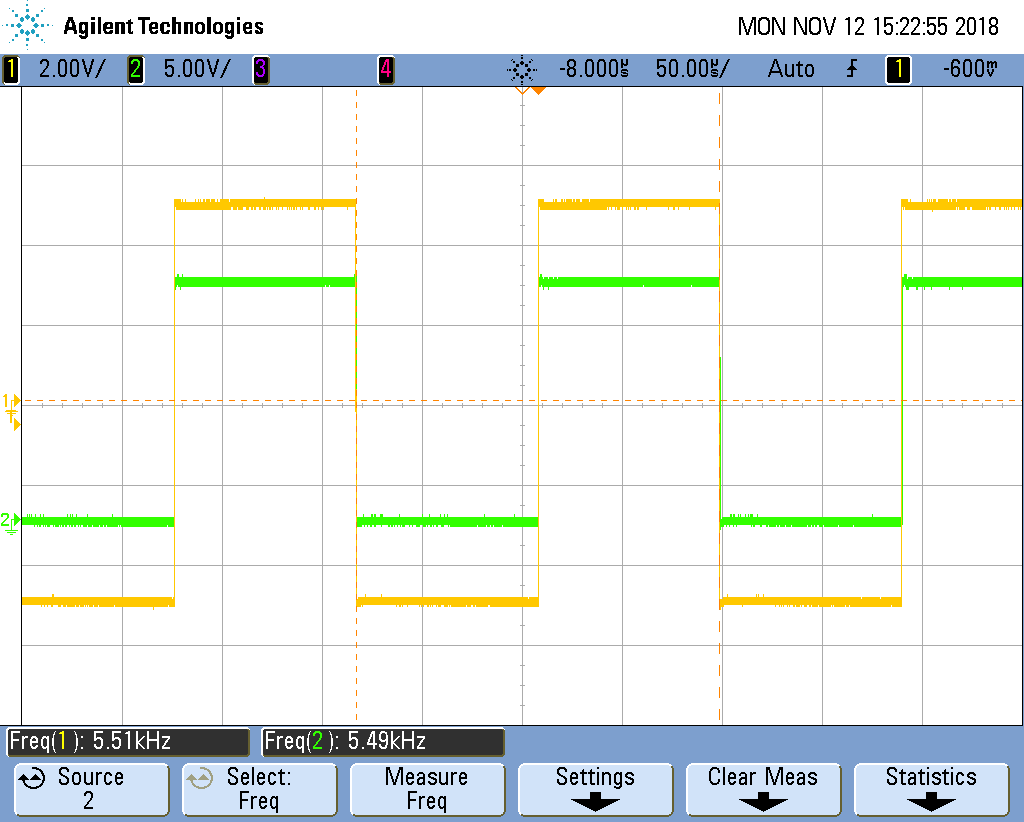 Agilent Technologies MON NOV 12 15:22:55 2018
1 2.00V/ 2 5.00V/ 3 4 -8.000µs 50.00µs/ Auto 1 -600mV
1
T
2
Freq(1): 5.51kHz Freq(2): 5.49kHz
Source Select: Measure Settings Clear Meas Statistics
2 Freq Freq